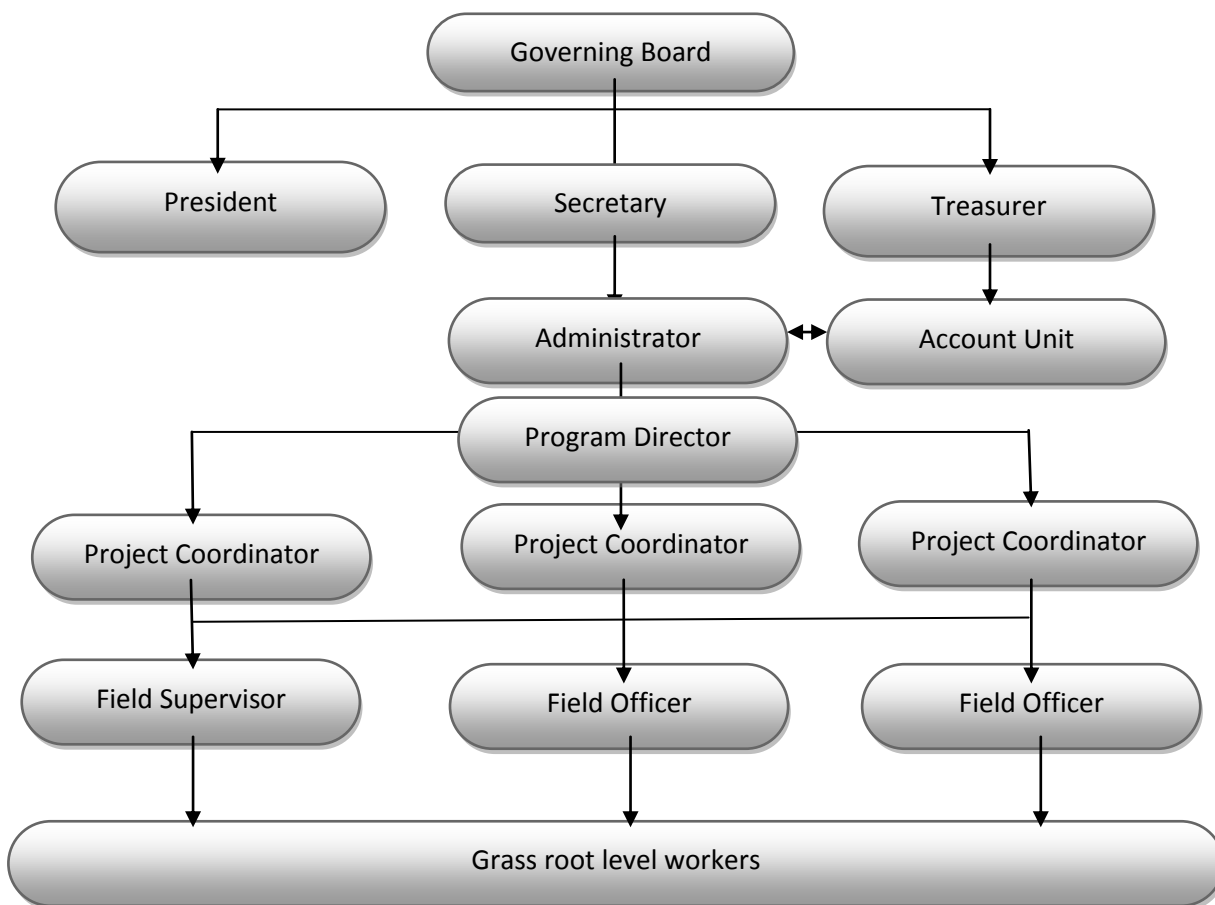 Governing Board
President
Secretary
Treasurer
Administrator
Account Unit
Program Director
Project Coordinator
Project Coordinator
Project Coordinator
Field Supervisor
Field Officer
Field Officer
Grass root level workers